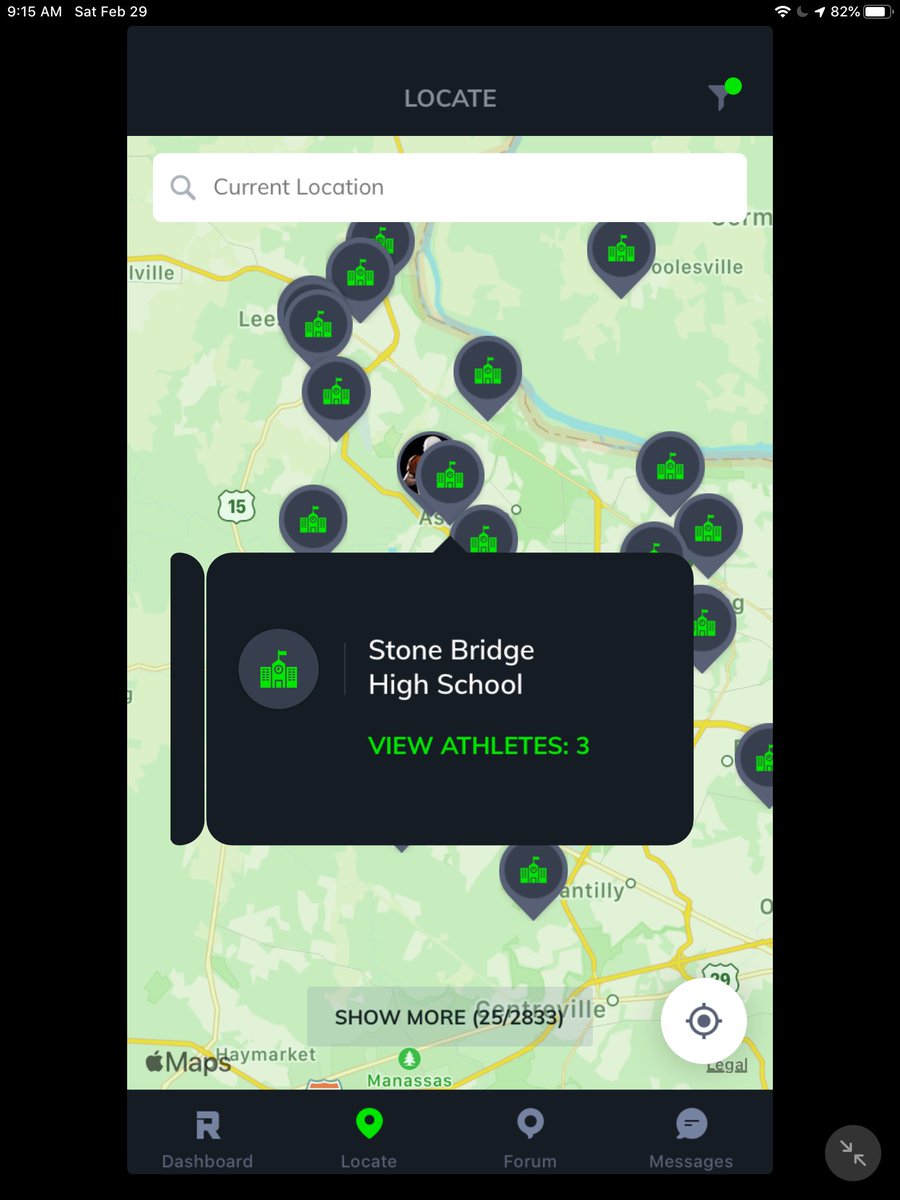 9:15 AM Sat Feb 29
82%
LOCATE
Current Location
lville
oolesville
Lee
15
As
g
Stone Bridge
High School
VIEW ATHLETES: 3
antilly
29
Centreville
SHOW MORE (25/2833)
Maps
Haymarket
Manassas
Legal
Dashboard
Locate
Forum
Messages